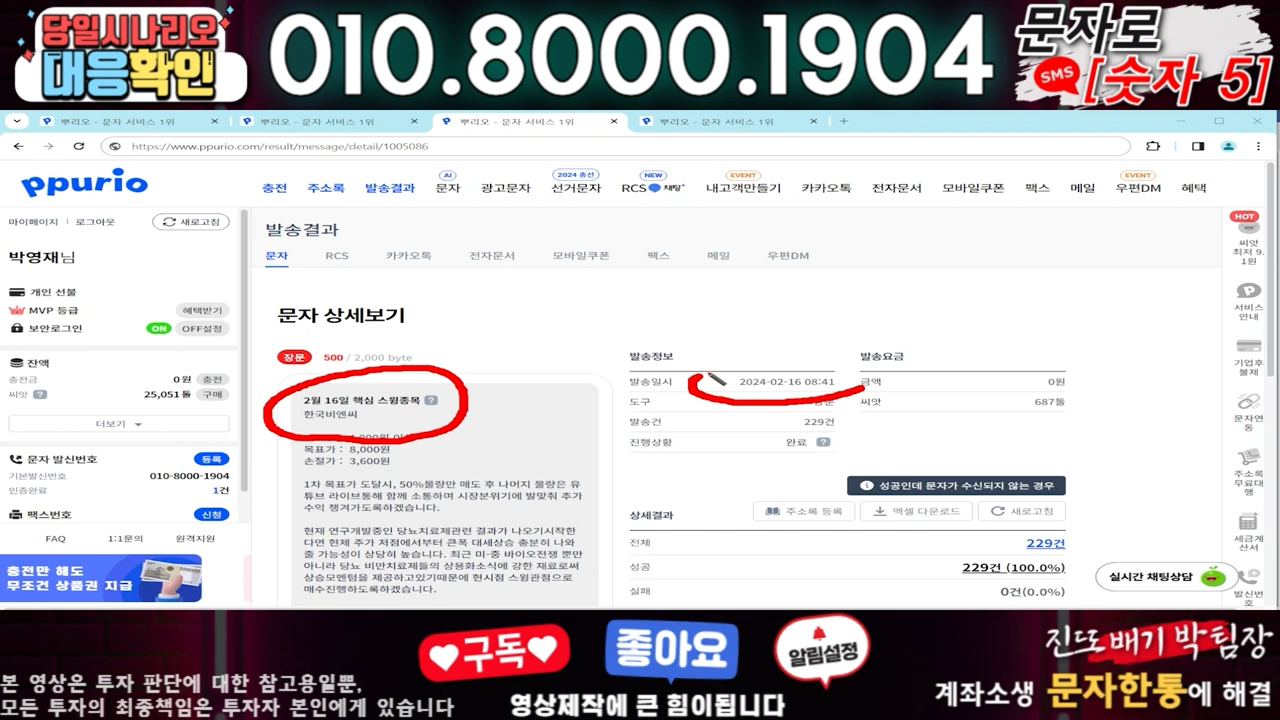 당일시나리오
대응확인
010.8000.1904
문자로
SMS
[숫자 5]
뿌리오 - 문자 서비스 1위
뿌리오 - 문자 서비스 1위
뿌리오 - 문자 서비스 1위
뿌리오 - 문자 서비스 1위
https://www.ppurio.com/result/message/detail/1005086
ppurio
충전
주소록
발송결과
AI
문자
광고문자
2024 총선
선거문자
NEW
RCS 채팅+
EVENT
내고객만들기
카카오톡
전자문서
모바일쿠폰
팩스
메일
EVENT
우편DM
혜택
마이페이지
로그아웃
새로고침
박영재님
개인 선불
MVP 등급
혜택받기
보안로그인
ON
OFF설정
잔액
충전금
0원
충전
씨앗 ?
25,051톨
구매
더보기
문자 발신번호
등록
기본발신번호
010-8000-1904
인증완료
1건
팩스번호
신청
FAQ
1:1문의
원격지원
충전만 해도
무조건 상품권 지급
발송결과
문자
RCS
카카오톡
전자문서
모바일쿠폰
팩스
메일
우편DM
문자 상세보기
장문
500 / 2,000 byte
2월 16일 핵심 스윙종목 ?
한국비엔씨
목표가 : 8,000원
손절가 : 3,600원
1차 목표가 도달시, 50%물량만 매도 후 나머지 물량은 유
튜브 라이브통해 함께 소통하며 시장분위기에 발맞춰 추가
수익 챙겨가도록하겠습니다.
현재 연구개발중인 당뇨치료제관련 결과가 나오기시작한
다면 현재 주가 저점에서부터 큰폭 대세상승 충분히 나와
줄 가능성이 상당히 높습니다. 최근 미-중 바이오전쟁 뿐만
아니라 당뇨 비만치료제들의 상용화소식에 강한 재료로써
상승모멘텀을 제공하고있기때문에 현시점 스윙관점으로
매수진행하도록하겠습니다.
발송정보
발송일시
2024-02-16 08:41
도구
발송건
229건
진행상황
완료 ?
발송요금
금액
0원
씨앗
687톨
성공인데 문자가 수신되지 않는 경우
상세결과
주소록 등록
엑셀 다운로드
새로고침
전체
229건
성공
229건 (100.0%)
실패
0건(0.0%)
HOT
씨앗
최저 9.
1원
서비스
안내
기업후
불제
문자연
동
주소록
무료대
행
세금계
산서
발신번
호
실시간 채팅상담
구독
좋아요
알림설정
영상제작에 큰 힘이됩니다
본 영상은 투자 판단에 대한 참고용일뿐,
모든 투자의 최종책임은 투자자 본인에게 있습니다
진또배기 박팀장
계좌소생 문자한통에 해결